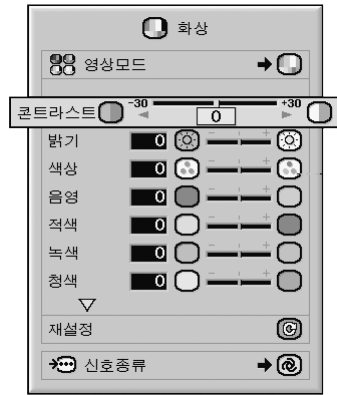 화상
영상모드
콘트라스트 -30 0 +30
밝기 0 - +
색상 0 - +
음영 0 - +
적색 0 - +
녹색 0 - +
청색 0 - +
재설정
신호종류